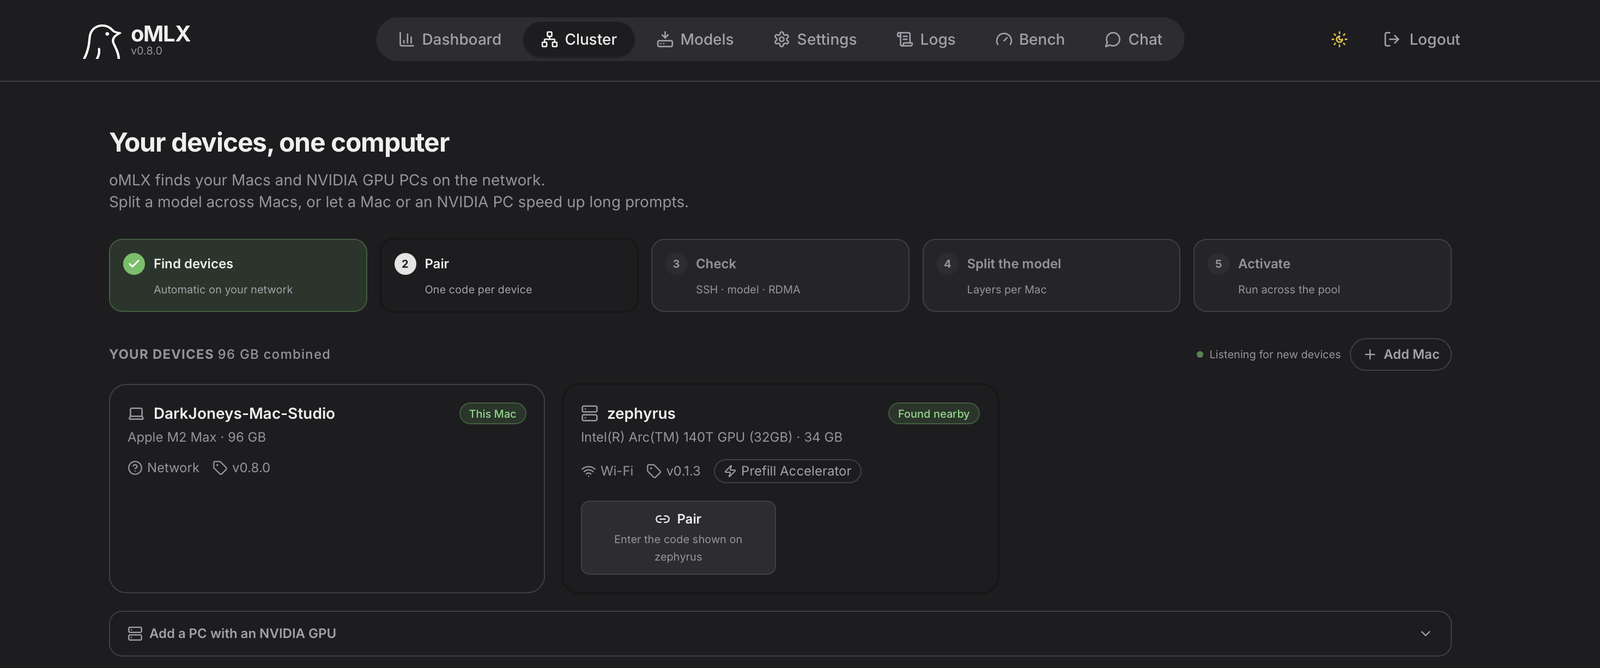 oMLX
v0.8.0
Dashboard
Cluster
Models
Settings
Logs
Bench
Chat
Logout
Your devices, one computer
oMLX finds your Macs and NVIDIA GPU PCs on the network.
Split a model across Macs, or let a Mac or an NVIDIA PC speed up long prompts.
Find devices
Automatic on your network
2 Pair
One code per device
3 Check
SSH · model · RDMA
4 Split the model
Layers per Mac
5 Activate
Run across the pool
YOUR DEVICES 96 GB combined
Listening for new devices
+ Add Mac
DarkJoneys-Mac-Studio
This Mac
Apple M2 Max · 96 GB
Network v0.8.0
zephyrus
Found nearby
Intel(R) Arc(TM) 140T GPU (32GB) · 34 GB
Wi-Fi v0.1.3 Prefill Accelerator
Pair
Enter the code shown on
zephyrus
Add a PC with an NVIDIA GPU